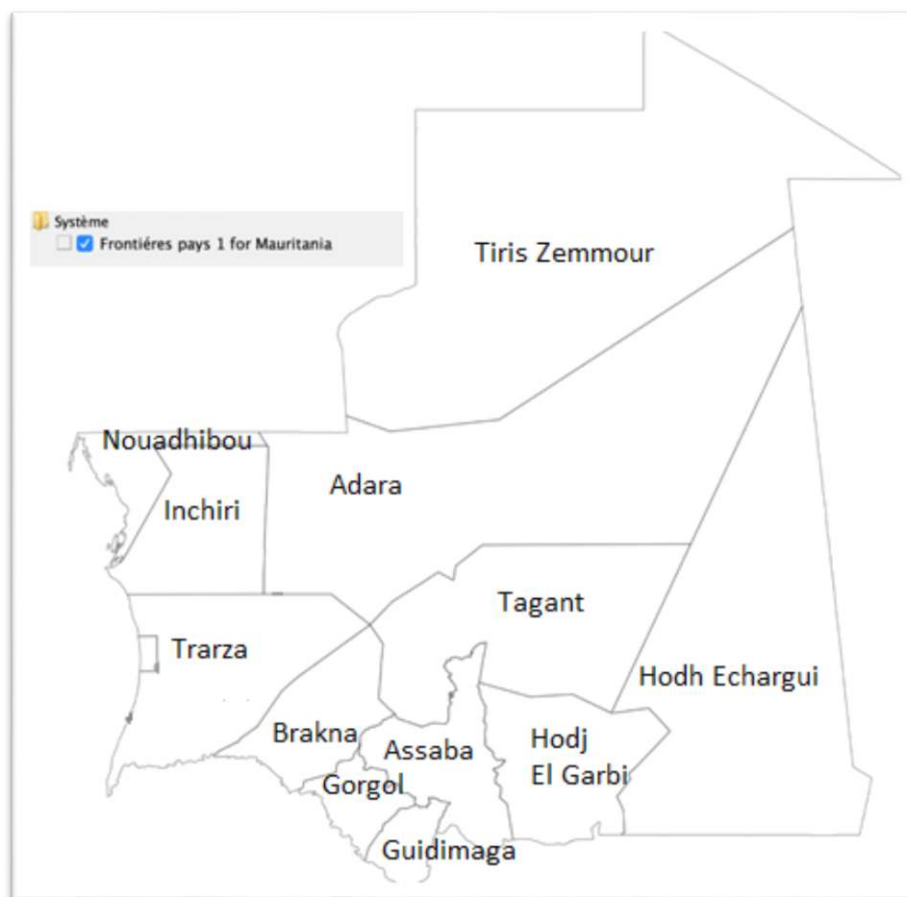 Système
Frontiéres pays 1 for Mauritania
Tiris Zemmour
Nouadhibou
Adara
Inchiri
Tagant
Trarza
Hodh Echargui
Brakna
Assaba
Hodj
El Garbi
Gorgol
Guidimaga